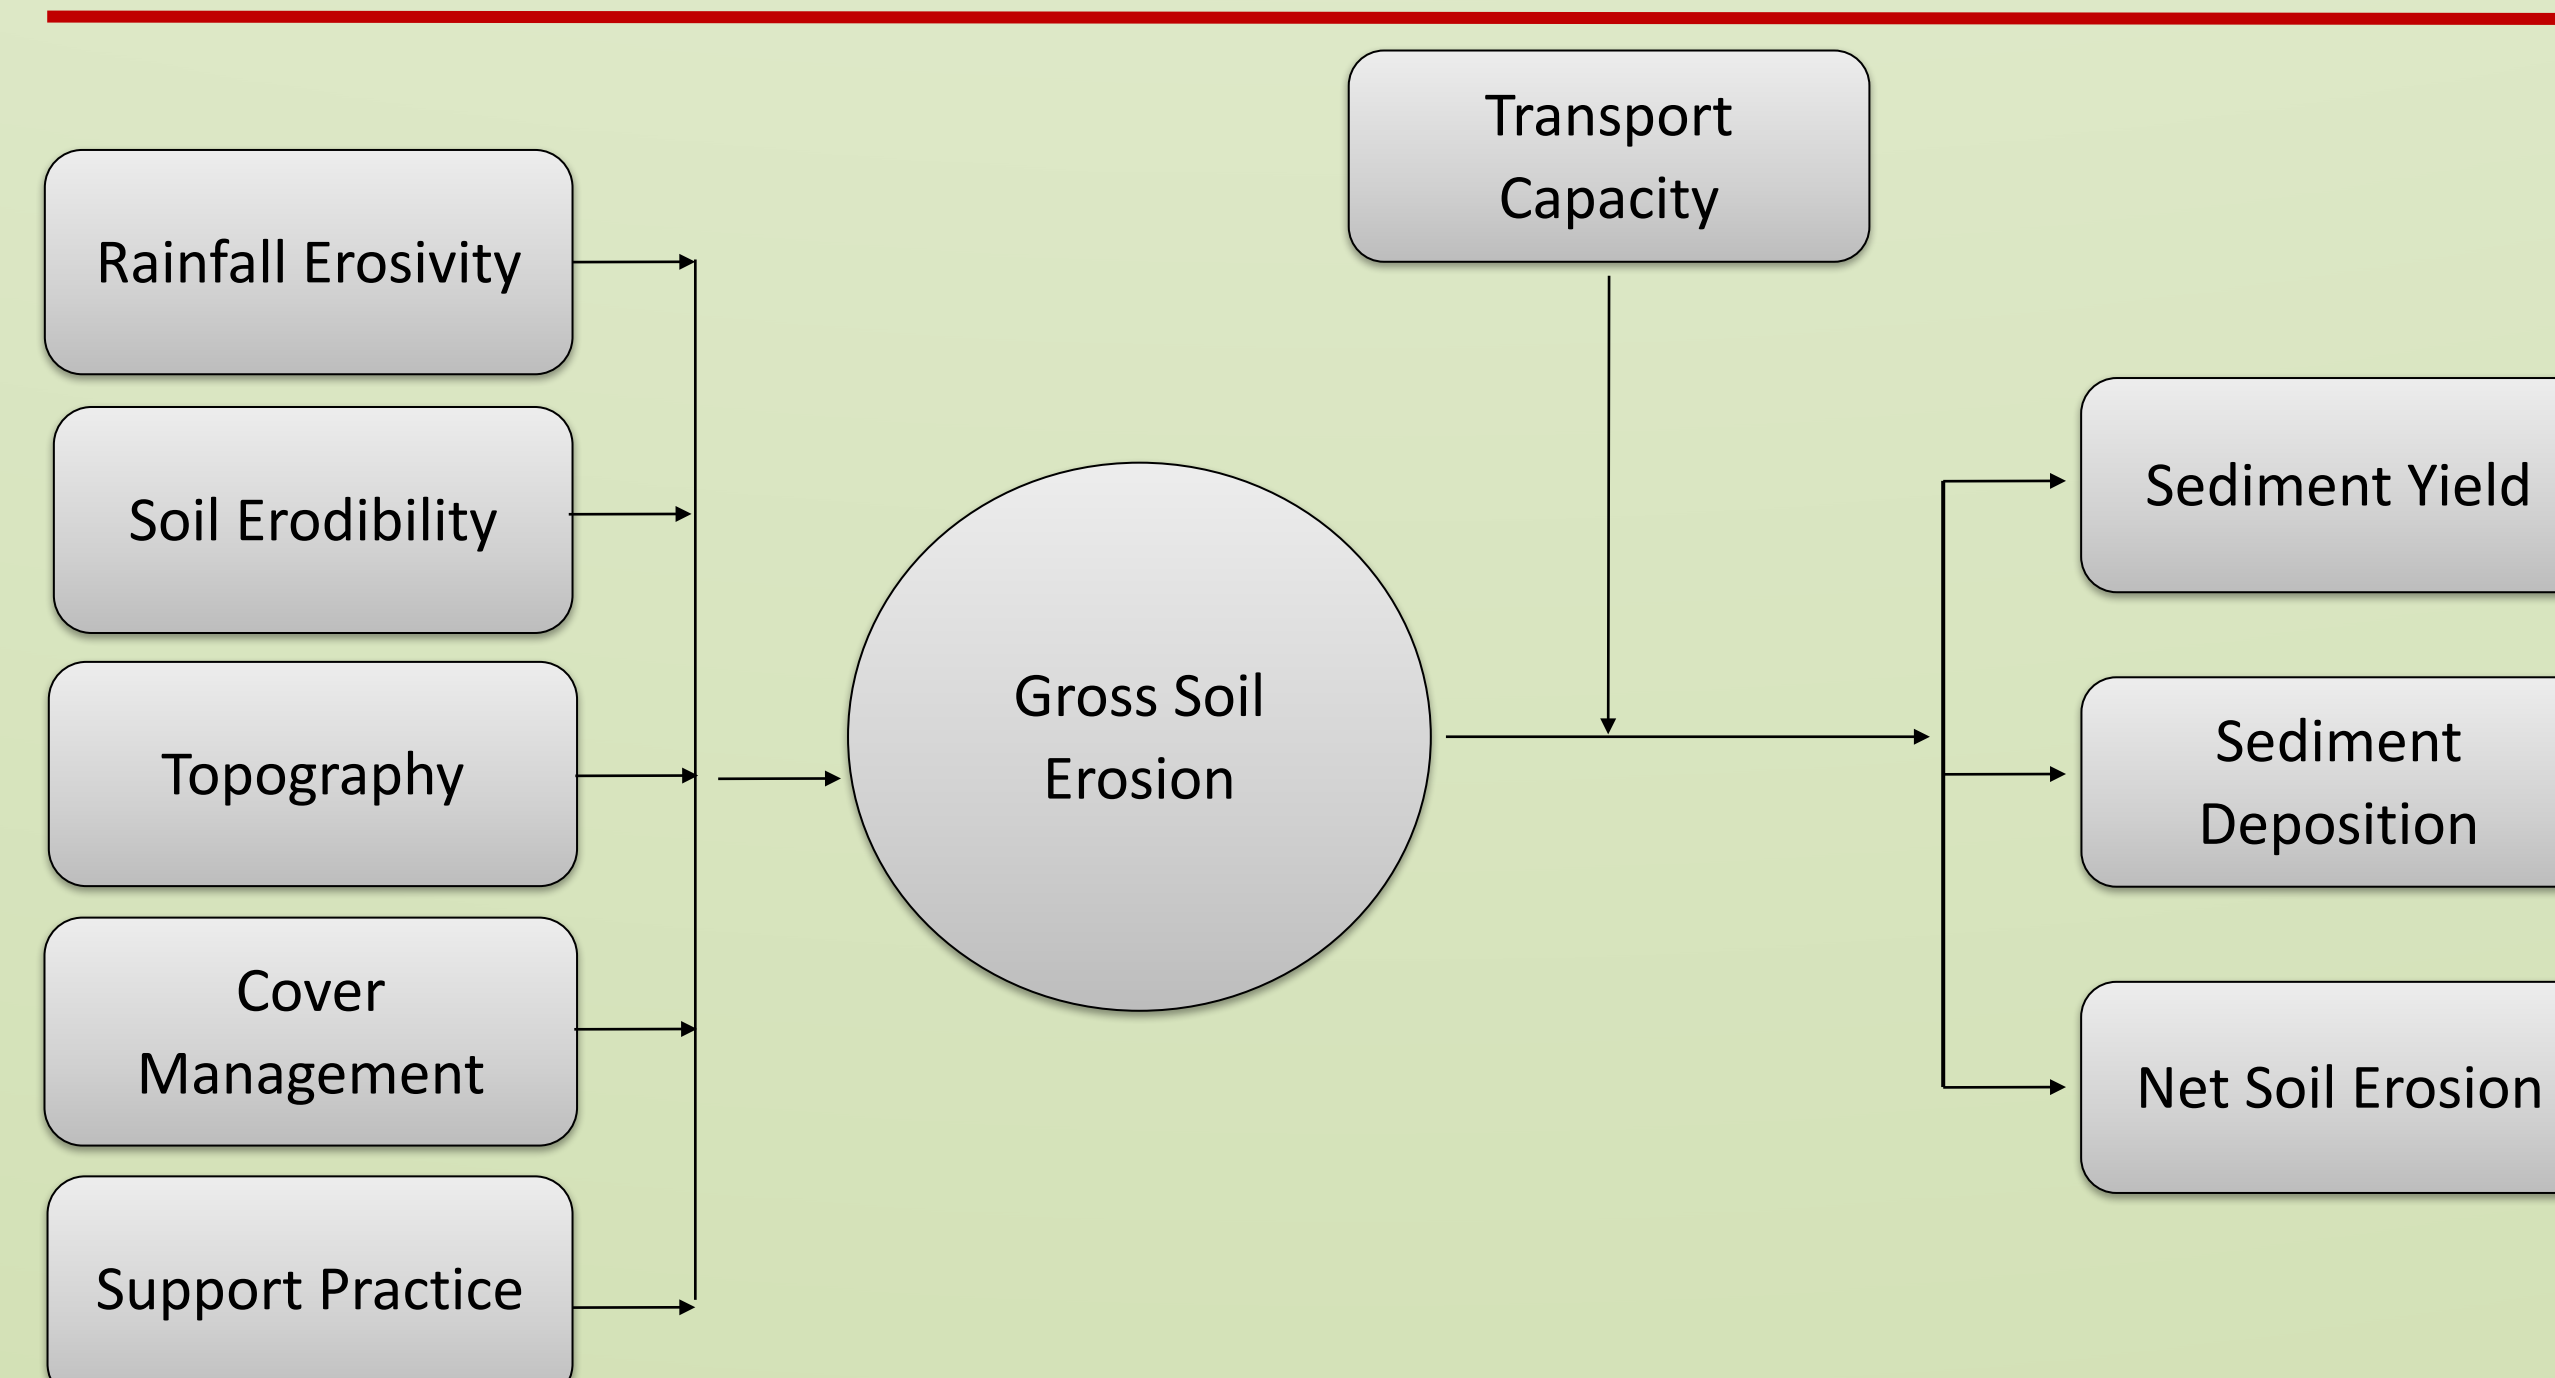 Transport
Capacity
Rainfall Erosivity
Soil Erodibility
Topography
Cover
Management
Support Practice
Gross Soil
Erosion
Sediment Yield
Sediment
Deposition
Net Soil Erosion